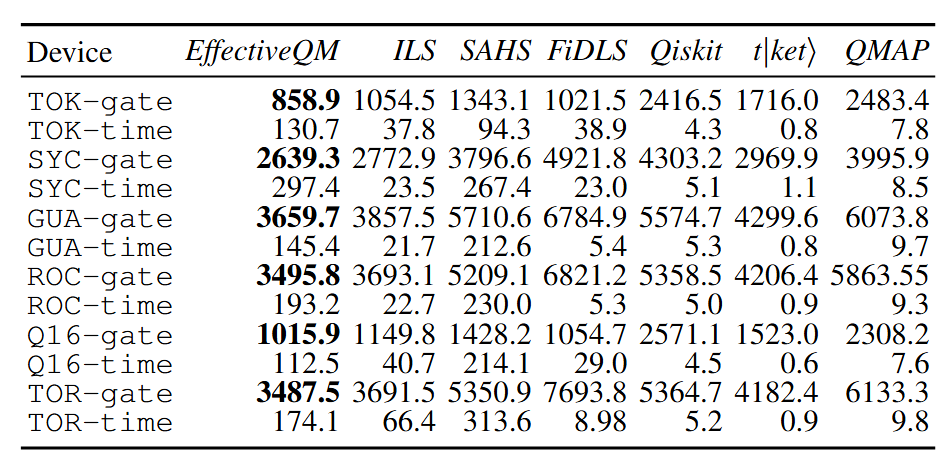 Device EffectiveQM ILS SAHS FiDLS Qiskit t|ket⟩ QMAP
TOK-gate 858.9 1054.5 1343.1 1021.5 2416.5 1716.0 2483.4
TOK-time 130.7 37.8 94.3 38.9 4.3 0.8 7.8
SYC-gate 2639.3 2772.9 3796.6 4921.8 4303.2 2969.9 3995.9
SYC-time 297.4 23.5 267.4 23.0 5.1 1.1 8.5
GUA-gate 3659.7 3857.5 5710.6 6784.9 5574.7 4299.6 6073.8
GUA-time 145.4 21.7 212.6 5.4 5.3 0.8 9.7
ROC-gate 3495.8 3693.1 5209.1 6821.2 5358.5 4206.4 5863.55
ROC-time 193.2 22.7 230.0 5.3 5.0 0.9 9.3
Q16-gate 1015.9 1149.8 1428.2 1054.7 2571.1 1523.0 2308.2
Q16-time 112.5 40.7 214.1 29.0 4.5 0.6 7.6
TOR-gate 3487.5 3691.5 5350.9 7693.8 5364.7 4182.4 6133.3
TOR-time 174.1 66.4 313.6 8.98 5.2 0.9 9.8